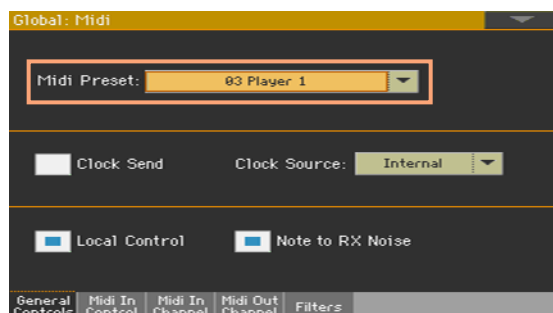 Global: Midi
Midi Preset: 03 Player 1
Clock Send Clock Source: Internal
Local Control Note to RX Noise
General Midi In Midi In Midi Out Filters
Controls Control Channel Channel